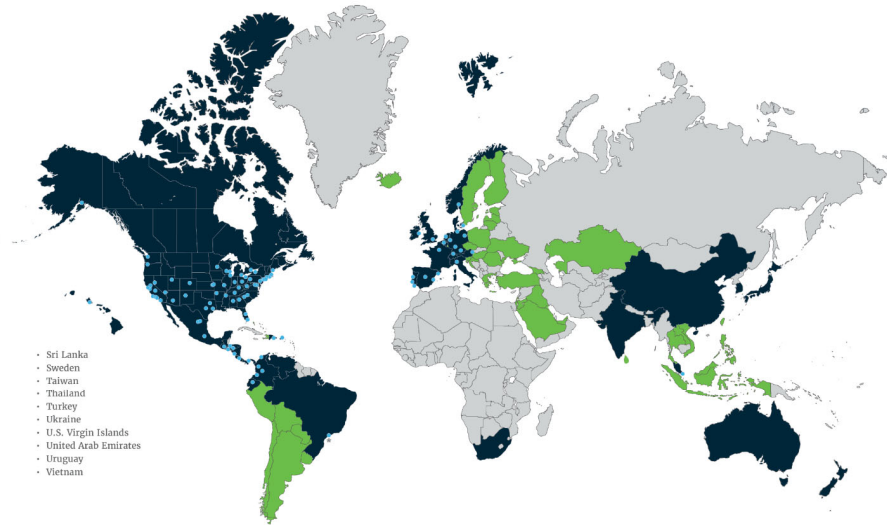 · Sri Lanka
· Sweden
· Taiwan
· Thailand
· Turkey
· Ukraine
· U.S. Virgin Islands
· United Arab Emirates
· Uruguay
· Vietnam